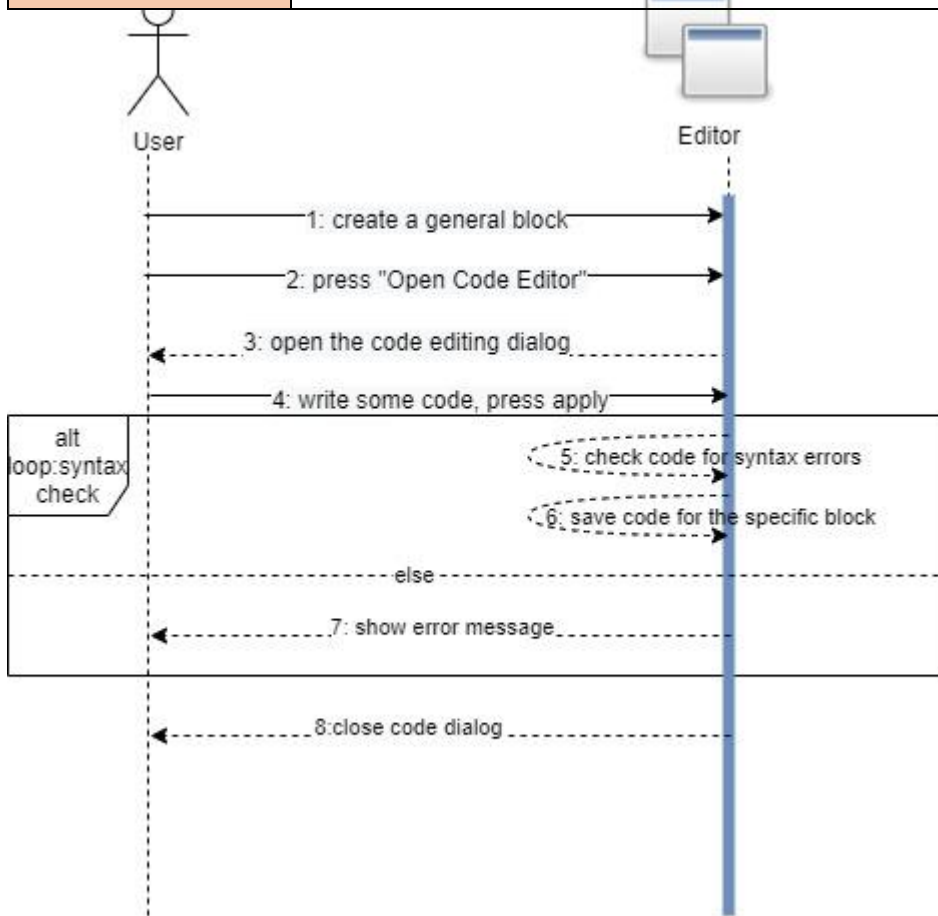 User
Editor
1: create a general block
2: press "Open Code Editor"
3: open the code editing dialog
4: write some code, press apply
alt
loop:syntax
check
5: check code for syntax errors
6: save code for the specific block
else
7: show error message
8:close code dialog